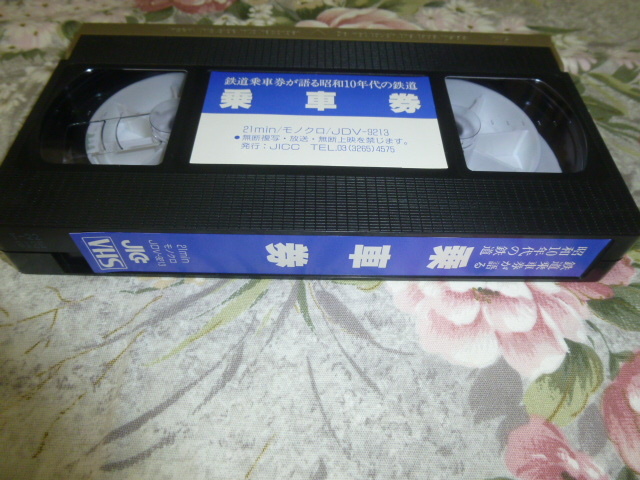 鉄道乗車券が語る昭和10年代の鉄道
乗車券
21min/モノクロ/JDV-9213
●無断複写・放送・無断上映を禁じます。
発行:JICC TEL.03(3265)4575
鉄道乗車券が語る
昭和10年代の鉄道
乗車券
21min
モノクロ
JDV-9213
VHS